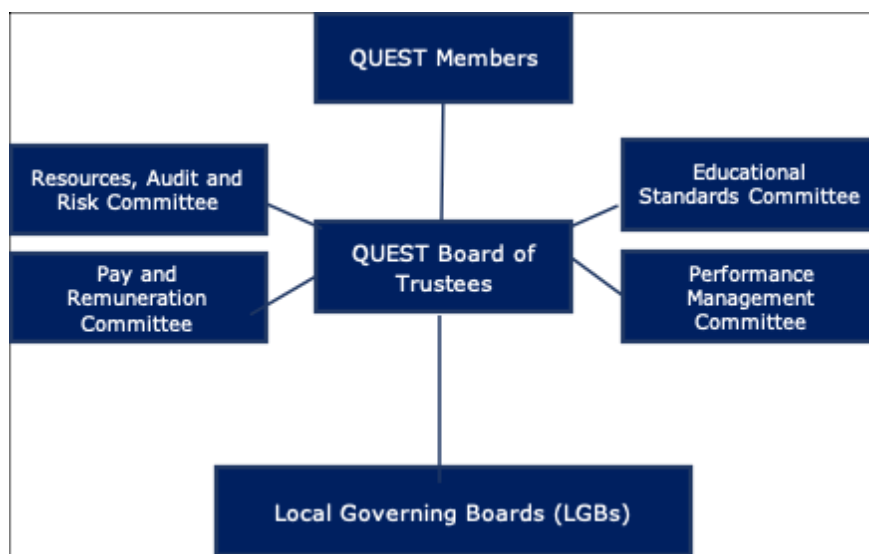 QUEST Members
Resources, Audit and
Risk Committee
Educational
Standards Committee
QUEST Board of
Trustees
Pay and
Remuneration
Committee
Performance
Management
Committee
Local Governing Boards (LGBs)